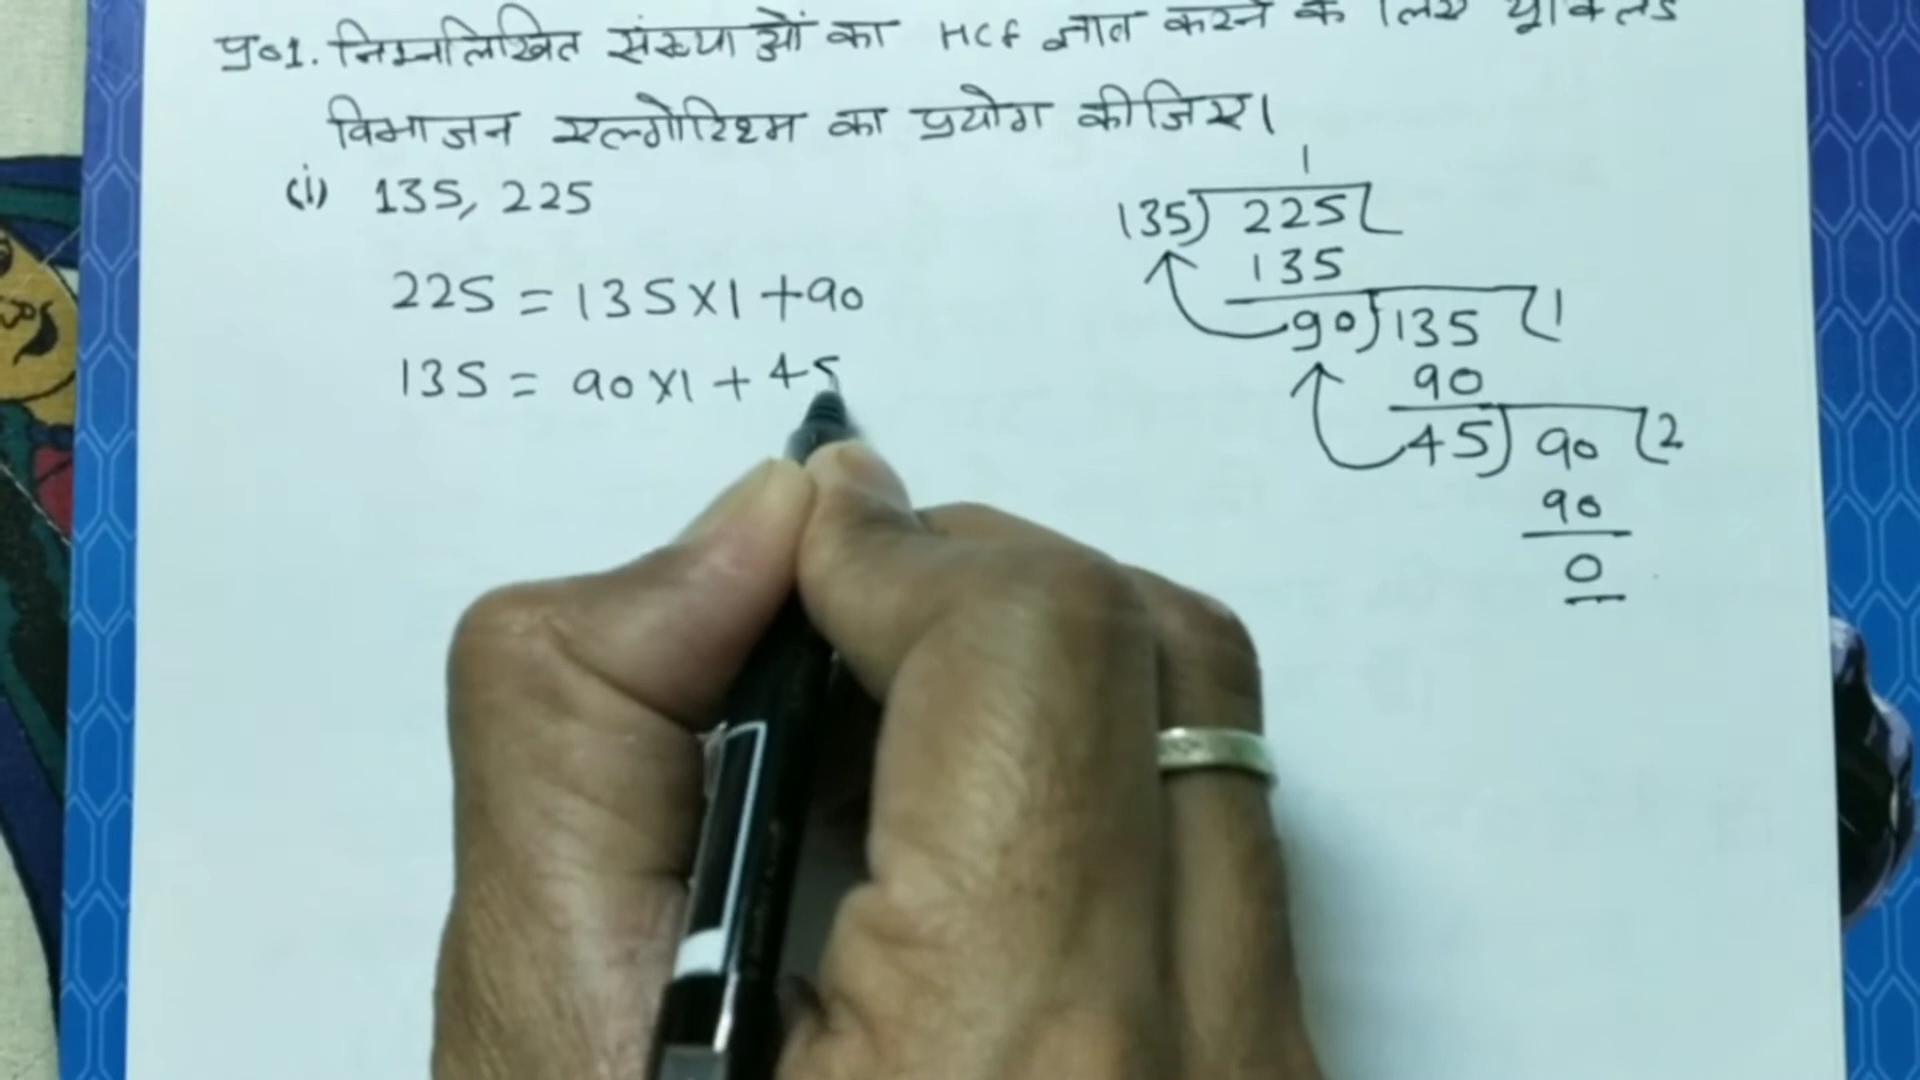 प्र०1. निम्नलिखित संख्याओं का HCF ज्ञात करने के लिए यूक्लिड
विभाजन एल्गोरिथ्म का प्रयोग कीजिए।
(i) 135, 225
225 = 135×1 +90
135 = 90×1 + 45
1
135) 225
135
90) 135 (1
90
45) 90 (2
90
0